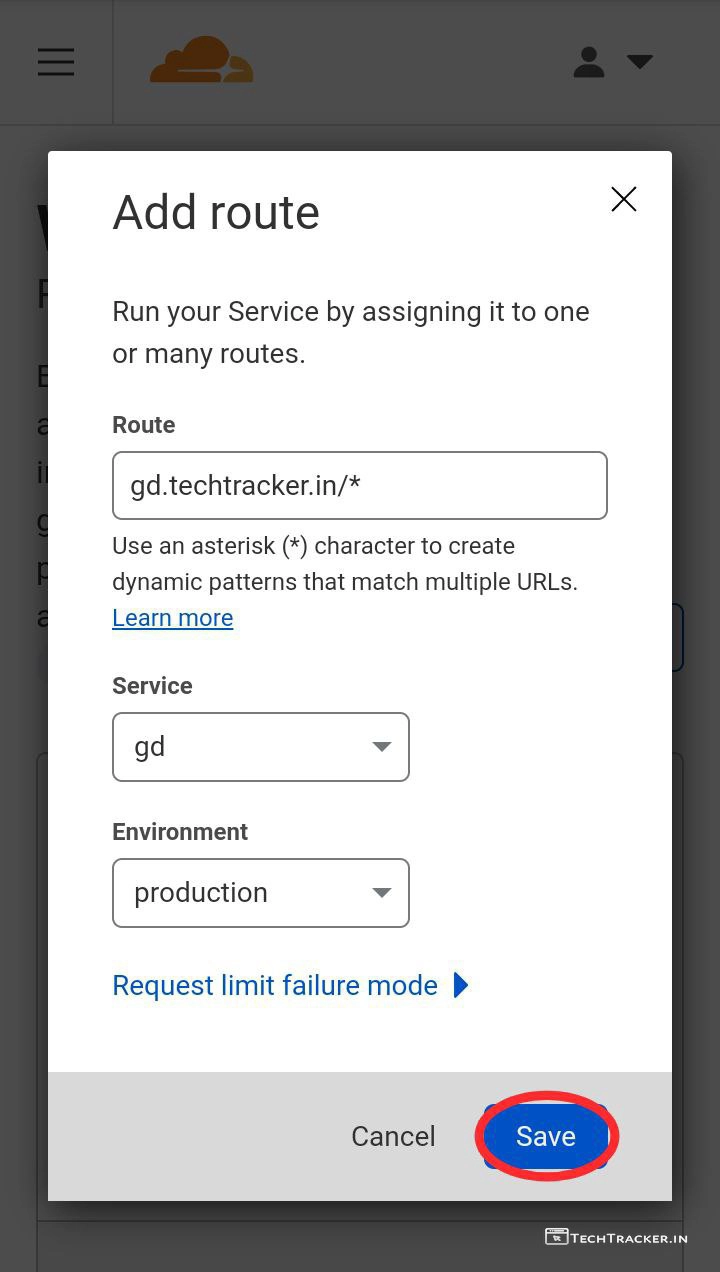 Add route
Run your Service by assigning it to one
or many routes.
Route
gd.techtracker.in/*
Use an asterisk (*) character to create
dynamic patterns that match multiple URLs.
Learn more
Service
gd
Environment
production
Request limit failure mode
Cancel
Save
TECHTRACKER.IN